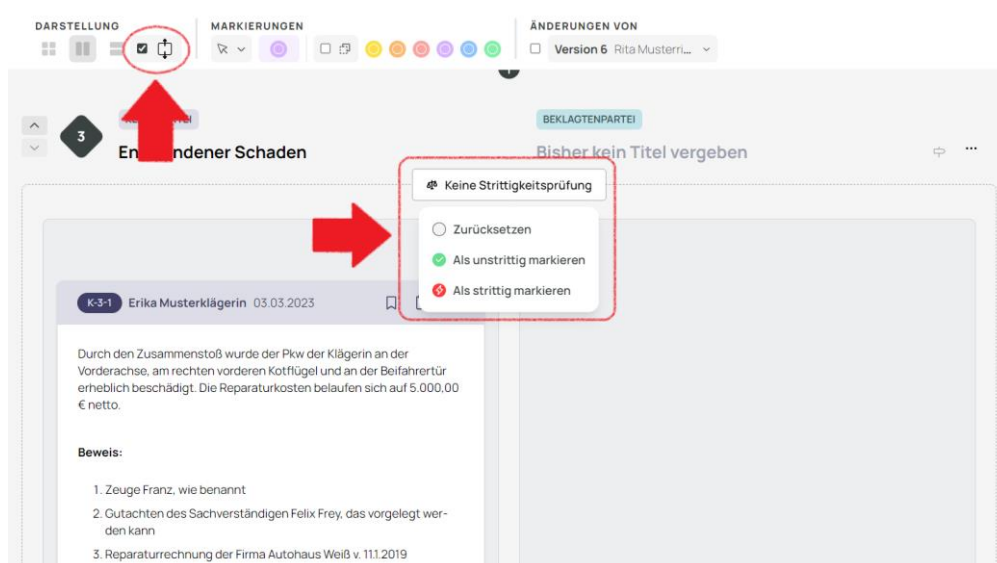 DARSTELLUNG
MARKIERUNGEN
ÄNDERUNGEN VON
Version 6 Rita Musterri...
3
BEKLAGTENPARTEI
Schaden
Bisher kein Titel vergeben
Keine Strittigkeitsprüfung
Zurücksetzen
Als unstrittig markieren
Als strittig markieren
K-3-1 Erika Musterklägerin 03.03.2023
Durch den Zusammenstoß wurde der Pkw der Klägerin an der
Vorderachse, am rechten vorderen Kotflügel und an der Beifahrertür
erheblich beschädigt. Die Reparaturkosten belaufen sich auf 5.000,00
€ netto.
Beweis:
1. Zeuge Franz, wie benannt
2. Gutachten des Sachverständigen Felix Frey, das vorgelegt wer-
den kann
3. Reparaturrechnung der Firma Autohaus Weiß v. 11.1.2019